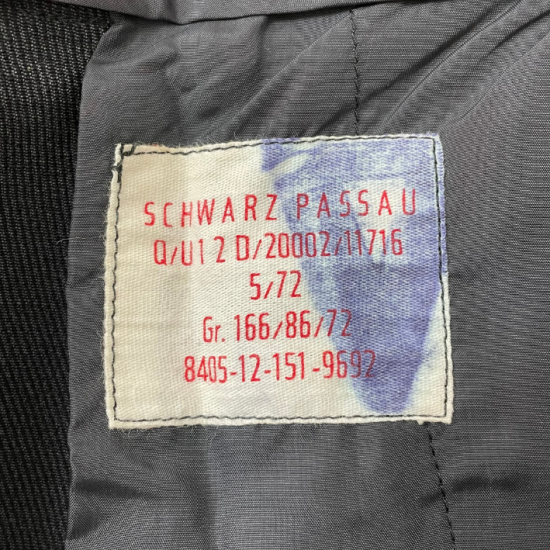 SCHWARZ PASSAU
Q/U1 2 D/20002/11716
5/72
Gr. 166/86/72
8405-12-151-9692